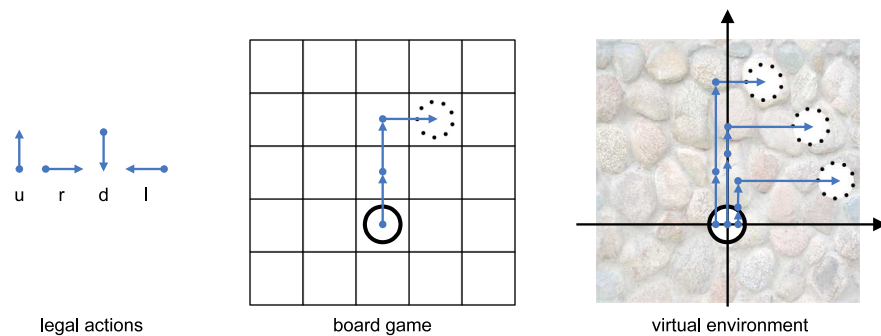 u r d l
legal actions
board game
virtual environment